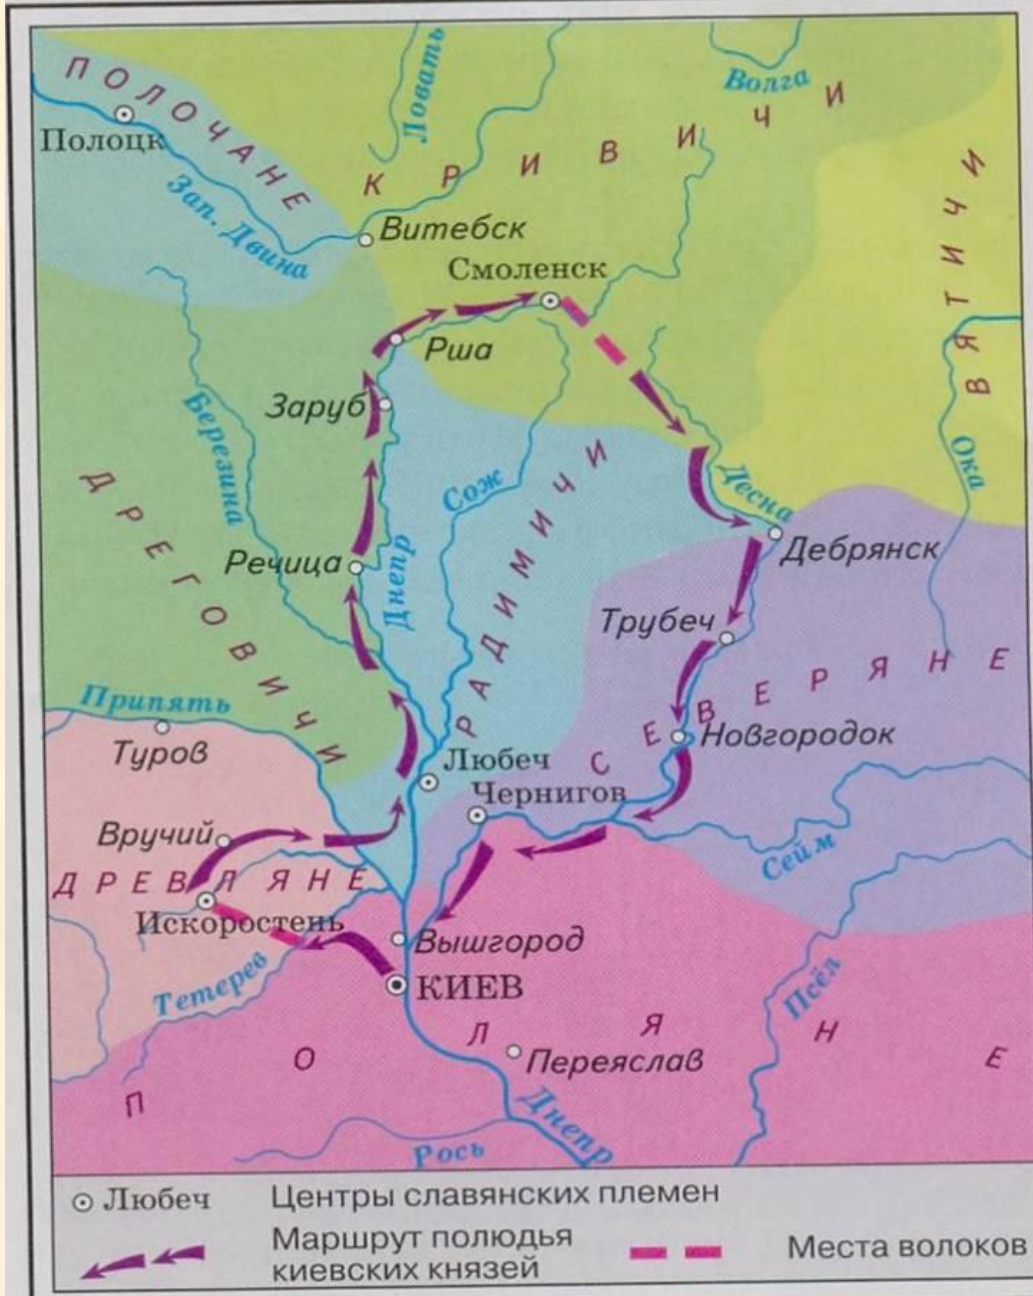 ПОЛОЧАНЕ
Полоцк
Ловать
Волга
КРИВИЧИ
Зап. Двина
Витебск
Смоленск
ВЯТИЧИ
Рша
Заруб
Березина
Сож
Десна
Ока
ДРЕГОВИЧИ
Речица
Днепр
РАДИМИЧИ
Дебрянск
Трубеч
СЕВЕРЯНЕ
Припять
Туров
Новгородок
Любеч
Чернигов
Вручий
Сейм
ДРЕВЛЯНЕ
Искоростень
Вышгород
Тетерев
КИЕВ
Псёл
ПОЛЯНЕ
Переяслав
Днепр
Рось
Любеч Центры славянских племен
Маршрут полюдья
киевских князей
Места волоков